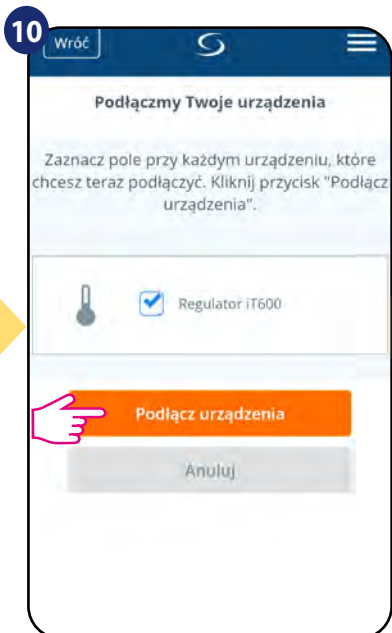 10
Wróć
Podłączmy Twoje urządzenia
Zaznacz pole przy każdym urządzeniu, które
chcesz teraz podłączyć. Kliknij przycisk "Podłącz
urządzenia".
Regulator iT600
Podłącz urządzenia
Anuluj